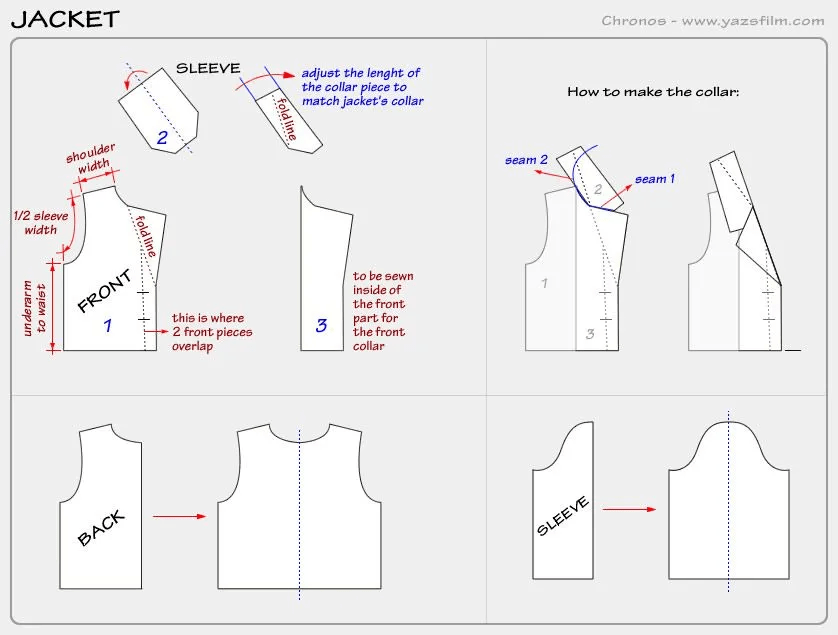 JACKET
Chronos - www.yazsfilm.com
SLEEVE
2
adjust the lenght of
the collar piece to
match jacket's collar
foldline
shoulder
width
1/2 sleeve
width
foldline
underarm
to waist
FRONT
1
this is where
2 front pieces
overlap
3
to be sewn
inside of
the front
part for
the front
collar
How to make the collar:
seam 2
seam 1
2
1
3
BACK
SLEEVE